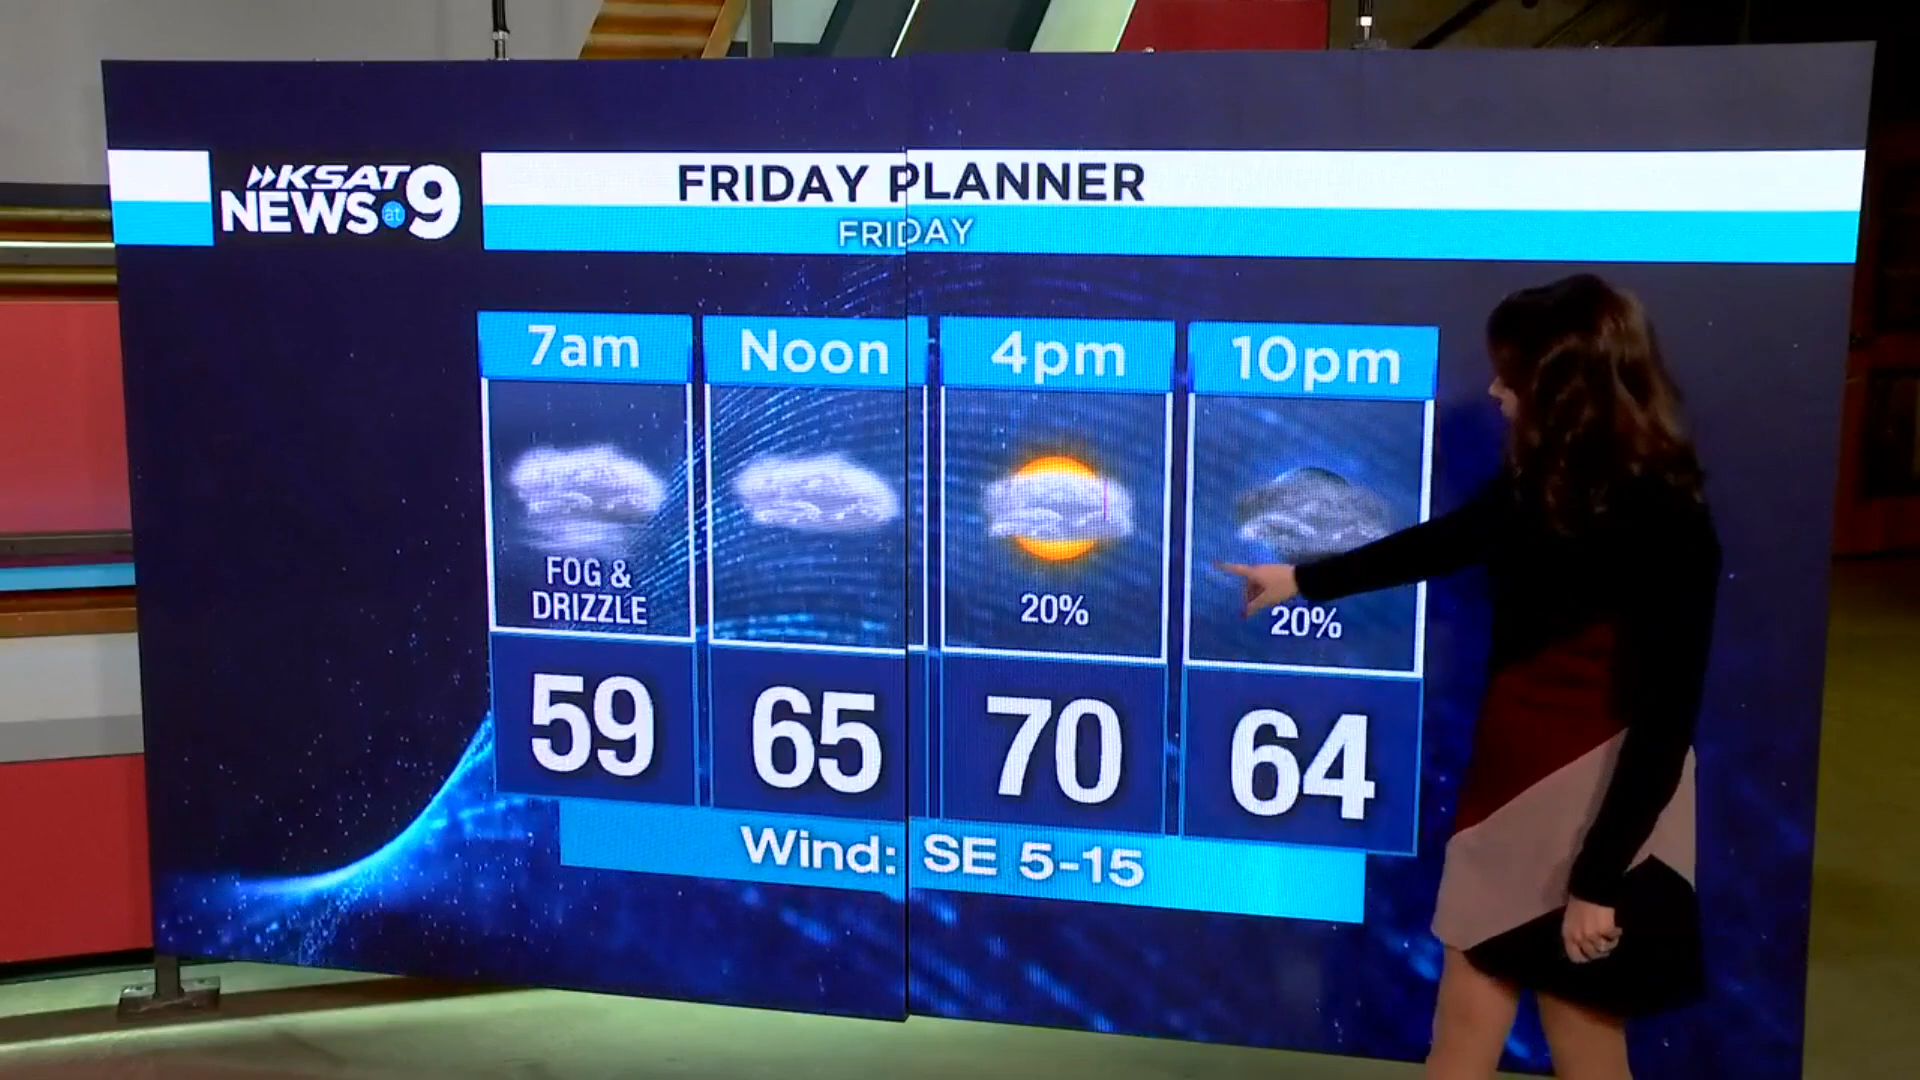 KSAT
NEWS at 9
FRIDAY PLANNER
FRIDAY
7am
Noon
4pm
10pm
FOG &
DRIZZLE
20%
20%
59
65
70
64
Wind: SE 5-15